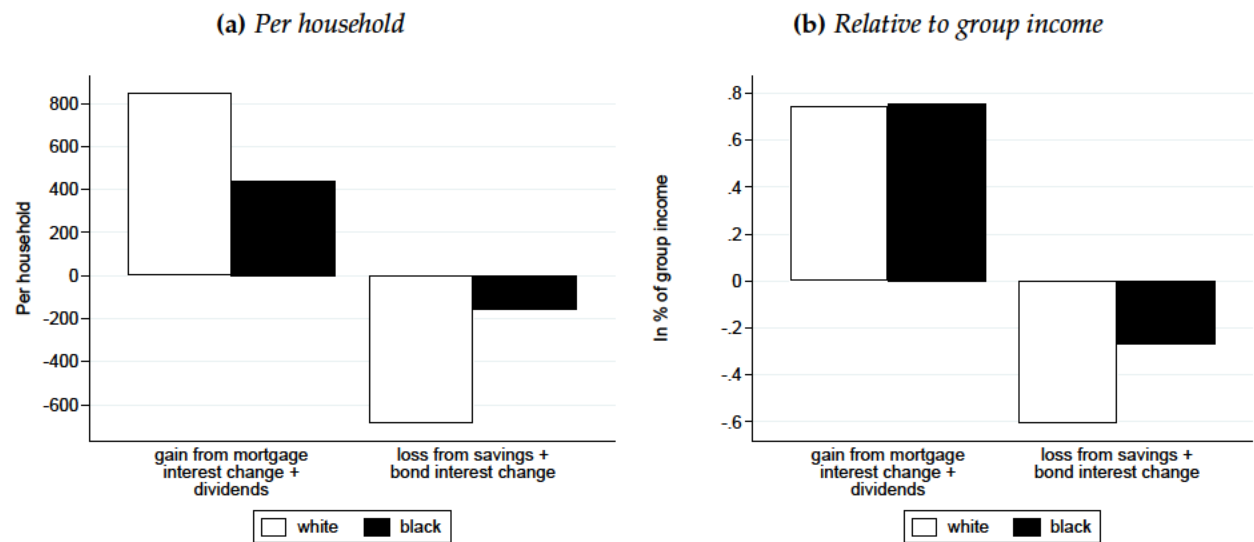 (a) Per household
Per household
800
600
400
200
0
-200
-400
-600
gain from mortgage
interest change +
dividends
loss from savings +
bond interest change
white black
(b) Relative to group income
In % of group income
.8
.6
.4
.2
0
-.2
-.4
-.6
gain from mortgage
interest change +
dividends
loss from savings +
bond interest change
white black